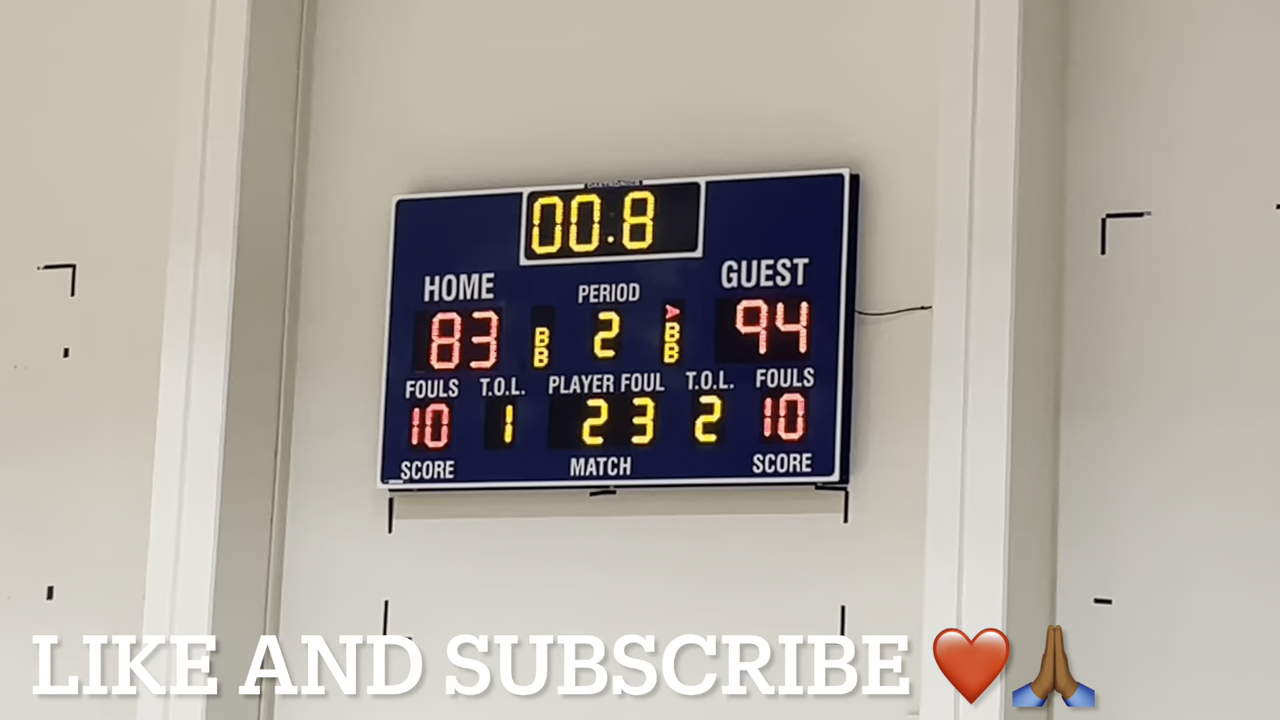 DAKTRONICS
00.8
HOME PERIOD GUEST
83 B B 2 B B 94
FOULS T.O.L. PLAYER FOUL T.O.L. FOULS
10 1 2 3 2 10
SCORE MATCH SCORE
LIKE AND SUBSCRIBE ❤️🙏🏾